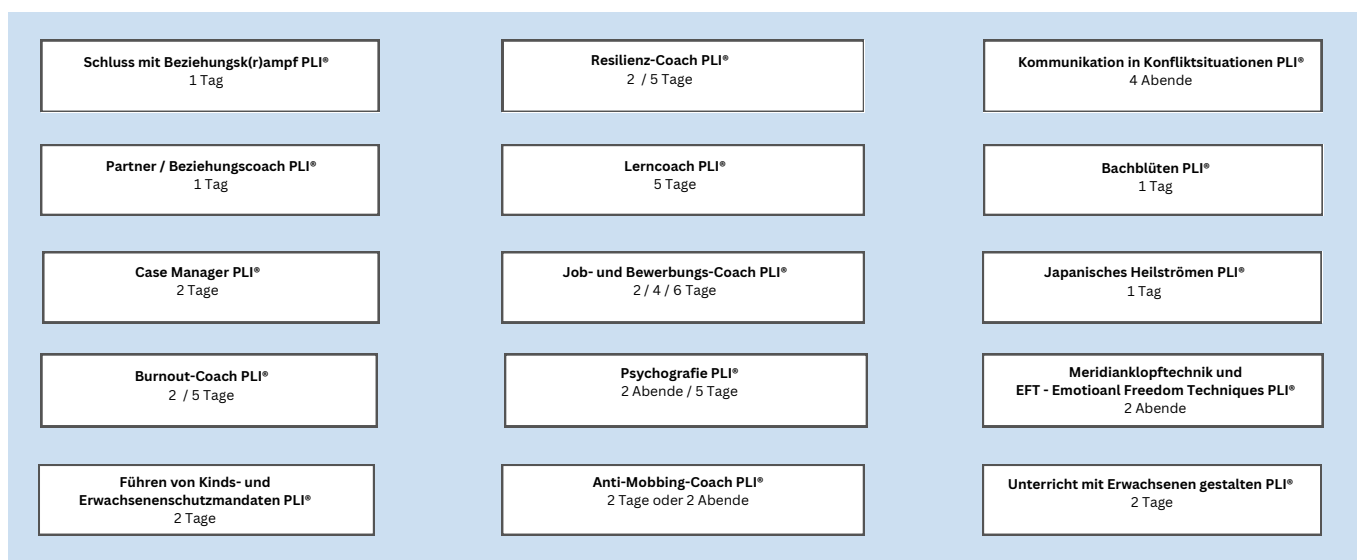 Schluss mit Beziehungsk(r)ampf PLI®
1 Tag
Resilienz-Coach PLI®
2 / 5 Tage
Kommunikation in Konfliktsituationen PLI®
4 Abende
Partner / Beziehungscoach PLI®
1 Tag
Lerncoach PLI®
5 Tage
Bachblüten PLI®
1 Tag
Case Manager PLI®
2 Tage
Job- und Bewerbungs-Coach PLI®
2 / 4 / 6 Tage
Japanisches Heilströmen PLI®
1 Tag
Burnout-Coach PLI®
2 / 5 Tage
Psychografie PLI®
2 Abende / 5 Tage
Meridianklopftechnik und
EFT - Emotioanl Freedom Techniques PLI®
2 Abende
Führen von Kinds- und
Erwachsenenschutzmandaten PLI®
2 Tage
Anti-Mobbing-Coach PLI®
2 Tage oder 2 Abende
Unterricht mit Erwachsenen gestalten PLI®
2 Tage